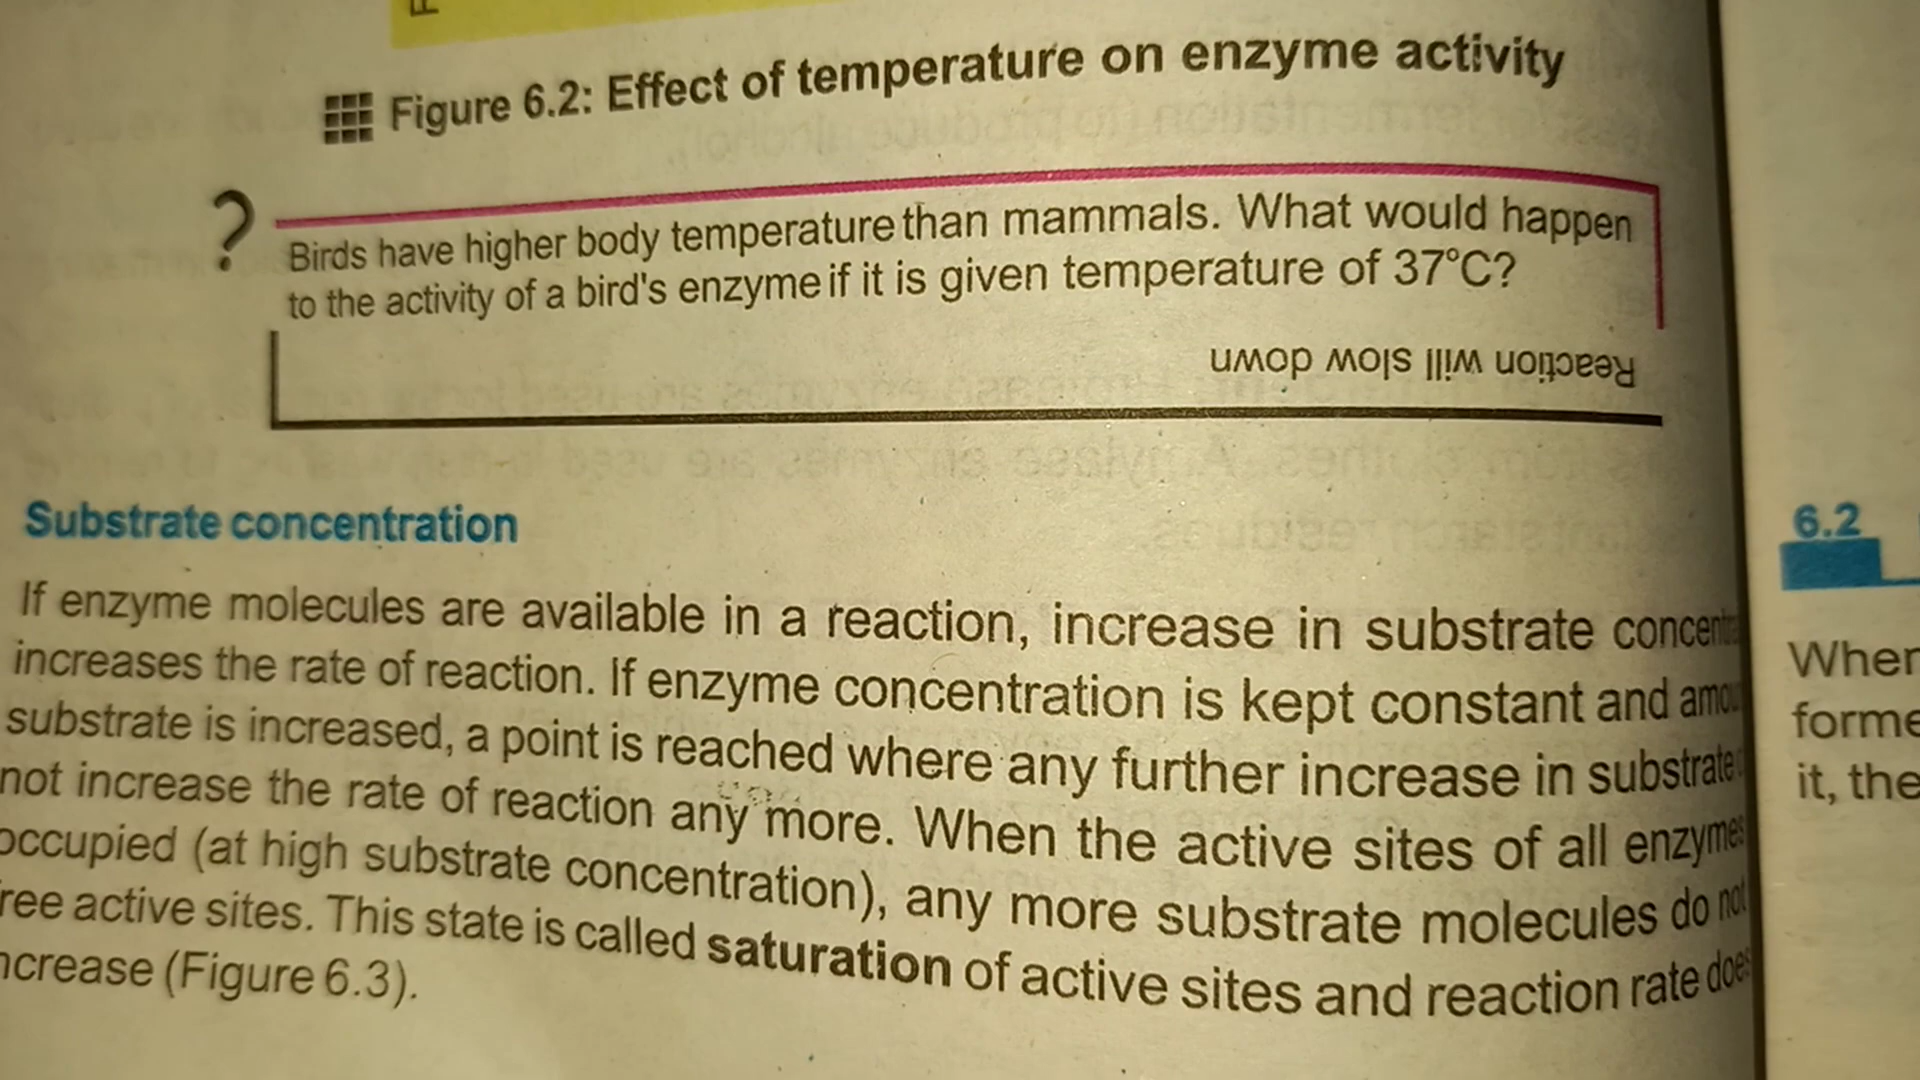 Figure 6.2: Effect of temperature on enzyme activity
?
Birds have higher body temperature than mammals. What would happen
to the activity of a bird's enzyme if it is given temperature of 37°C?
Reaction will slow down
Substrate concentration
If enzyme molecules are available in a reaction, increase in substrate
increases the rate of reaction. If enzyme concentration is kept constant and
substrate is increased, a point is reached where any further increase in substrate
not increase the rate of reaction any more. When the active sites of all
occupied (at high substrate concentration), any more substrate molecules do not
active sites. This state is called saturation of active sites and reaction rate
(Figure 6.3).
6.2
it, the